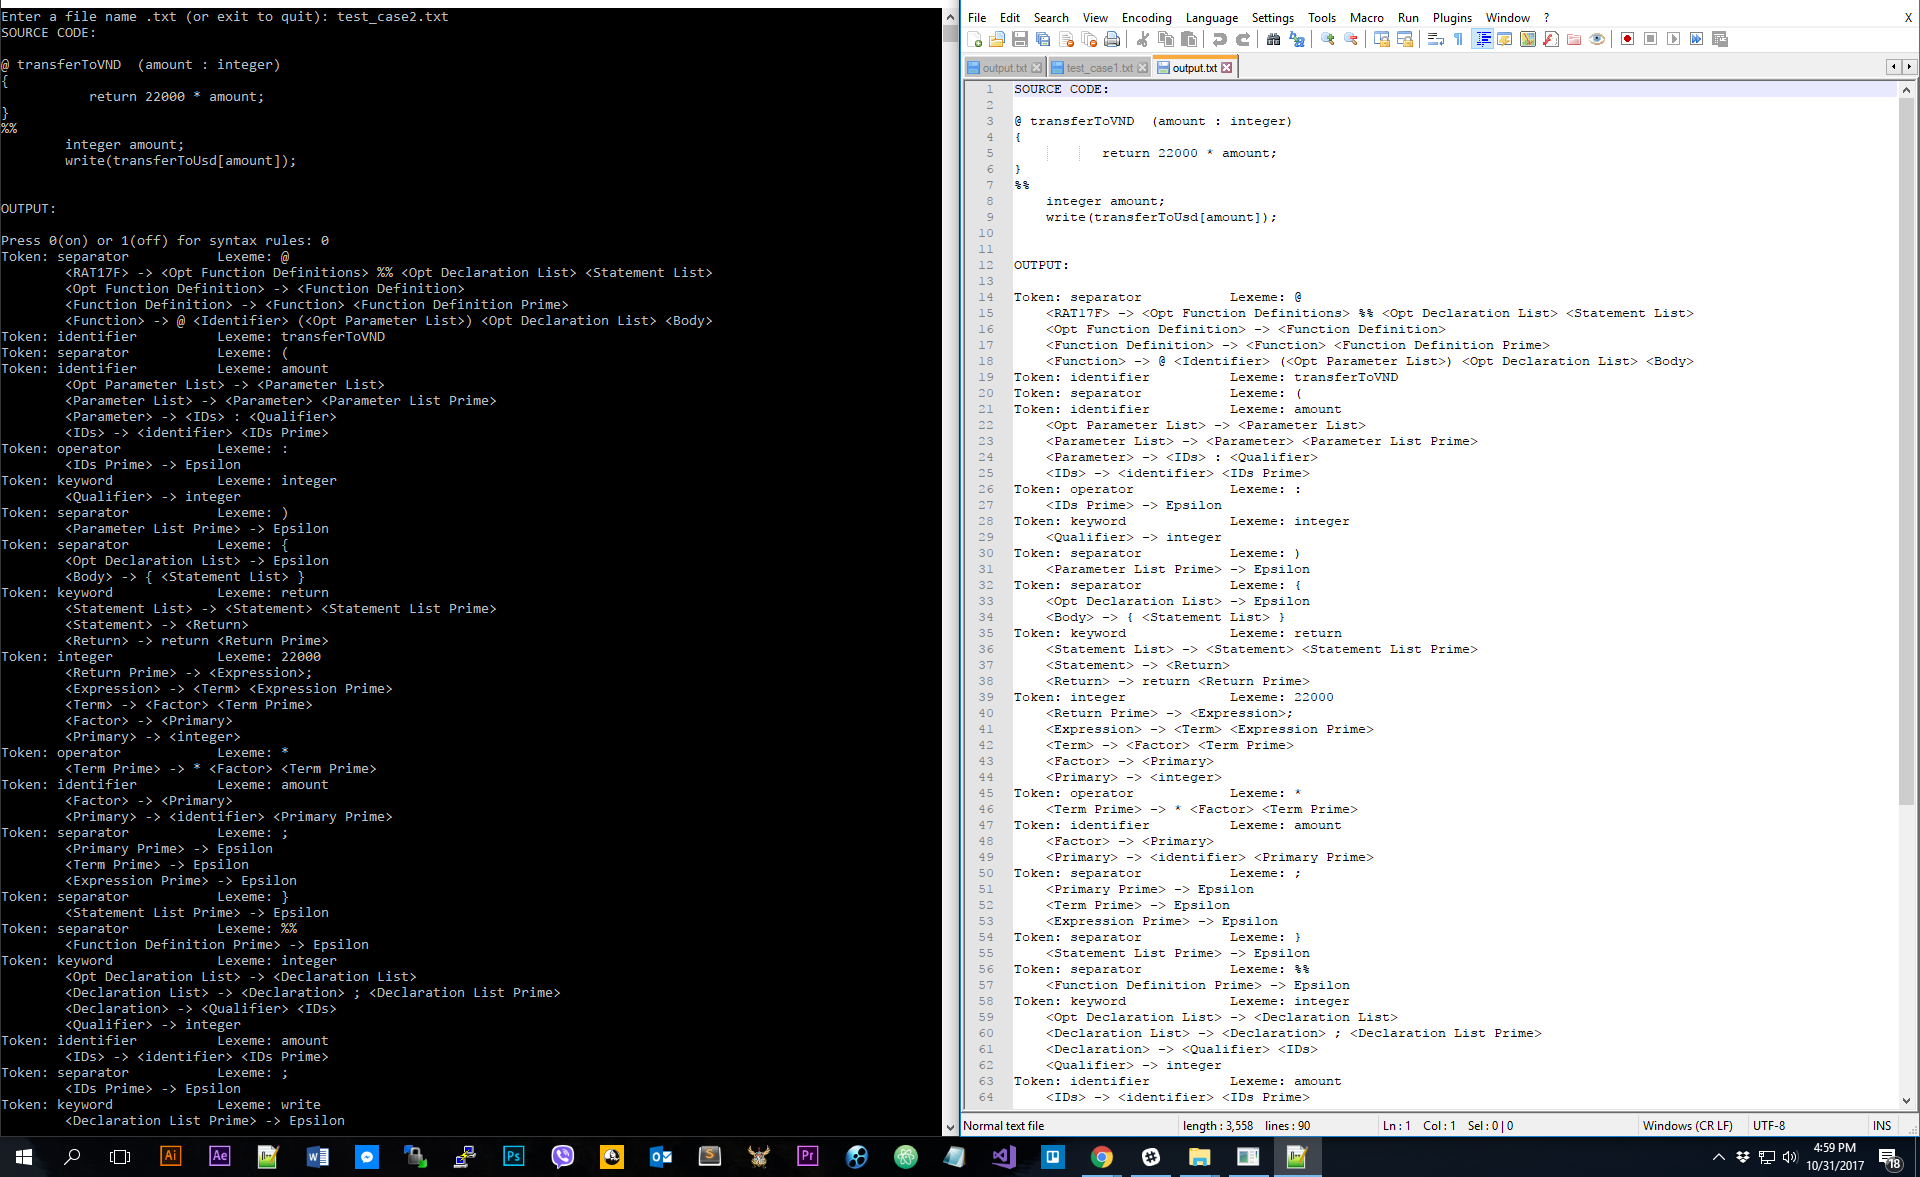 Enter a file name .txt (or exit to quit): test_case2.txt
SOURCE CODE:
@ transferToVND  (amount : integer)
{
return 22000 * amount;
}
%%
integer amount;
write(transferToUsd[amount]);
OUTPUT:
Press 0(on) or 1(off) for syntax rules: 0
Token: separator Lexeme: @
<RAT17F> -> <Opt Function Definitions> %% <Opt Declaration List> <Statement List>
<Opt Function Definition> -> <Function Definition>
<Function Definition> -> <Function> <Function Definition Prime>
<Function> -> @ <Identifier> (<Opt Parameter List>) <Opt Declaration List> <Body>
Token: identifier Lexeme: transferToVND
Token: separator Lexeme: (
Token: identifier Lexeme: amount
<Opt Parameter List> -> <Parameter List>
<Parameter List> -> <Parameter> <Parameter List Prime>
<Parameter> -> <IDs> : <Qualifier>
<IDs> -> <identifier> <IDs Prime>
Token: operator Lexeme: :
<IDs Prime> -> Epsilon
Token: keyword Lexeme: integer
<Qualifier> -> integer
Token: separator Lexeme: )
<Parameter List Prime> -> Epsilon
Token: separator Lexeme: {
<Opt Declaration List> -> Epsilon
<Body> -> { <Statement List> }
Token: keyword Lexeme: return
<Statement List> -> <Statement> <Statement List Prime>
<Statement> -> <Return>
<Return> -> return <Return Prime>
Token: integer Lexeme: 22000
<Return Prime> -> <Expression>;
<Expression> -> <Term> <Expression Prime>
<Term> -> <Factor> <Term Prime>
<Factor> -> <Primary>
<Primary> -> <integer>
Token: operator Lexeme: *
<Term Prime> -> * <Factor> <Term Prime>
Token: identifier Lexeme: amount
<Factor> -> <Primary>
<Primary> -> <identifier> <Primary Prime>
Token: separator Lexeme: ;
<Primary Prime> -> Epsilon
<Term Prime> -> Epsilon
<Expression Prime> -> Epsilon
Token: separator Lexeme: }
<Statement List Prime> -> Epsilon
Token: separator Lexeme: %%
<Function Definition Prime> -> Epsilon
Token: keyword Lexeme: integer
<Opt Declaration List> -> <Declaration List>
<Declaration List> -> <Declaration> ; <Declaration List Prime>
<Declaration> -> <Qualifier> <IDs>
<Qualifier> -> integer
Token: identifier Lexeme: amount
<IDs> -> <identifier> <IDs Prime>
Token: separator Lexeme: ;
<IDs Prime> -> Epsilon
Token: keyword Lexeme: write
<Declaration List Prime> -> Epsilon
File Edit Search View Encoding Language Settings Tools Macro Run Plugins Window ? X
output.txt test_case1.txt output.txt
1 SOURCE CODE:
2
3 @ transferToVND  (amount : integer)
4 {
5 return 22000 * amount;
6 }
7 %%
8 integer amount;
9 write(transferToUsd[amount]);
10
11
12 OUTPUT:
13
14 Token: separator Lexeme: @
15 <RAT17F> -> <Opt Function Definitions> %% <Opt Declaration List> <Statement List>
16 <Opt Function Definition> -> <Function Definition>
17 <Function Definition> -> <Function> <Function Definition Prime>
18 <Function> -> @ <Identifier> (<Opt Parameter List>) <Opt Declaration List> <Body>
19 Token: identifier Lexeme: transferToVND
20 Token: separator Lexeme: (
21 Token: identifier Lexeme: amount
22 <Opt Parameter List> -> <Parameter List>
23 <Parameter List> -> <Parameter> <Parameter List Prime>
24 <Parameter> -> <IDs> : <Qualifier>
25 <IDs> -> <identifier> <IDs Prime>
26 Token: operator Lexeme: :
27 <IDs Prime> -> Epsilon
28 Token: keyword Lexeme: integer
29 <Qualifier> -> integer
30 Token: separator Lexeme: )
31 <Parameter List Prime> -> Epsilon
32 Token: separator Lexeme: {
33 <Opt Declaration List> -> Epsilon
34 <Body> -> { <Statement List> }
35 Token: keyword Lexeme: return
36 <Statement List> -> <Statement> <Statement List Prime>
37 <Statement> -> <Return>
38 <Return> -> return <Return Prime>
39 Token: integer Lexeme: 22000
40 <Return Prime> -> <Expression>;
41 <Expression> -> <Term> <Expression Prime>
42 <Term> -> <Factor> <Term Prime>
43 <Factor> -> <Primary>
44 <Primary> -> <integer>
45 Token: operator Lexeme: *
46 <Term Prime> -> * <Factor> <Term Prime>
47 Token: identifier Lexeme: amount
48 <Factor> -> <Primary>
49 <Primary> -> <identifier> <Primary Prime>
50 Token: separator Lexeme: ;
51 <Primary Prime> -> Epsilon
52 <Term Prime> -> Epsilon
53 <Expression Prime> -> Epsilon
54 Token: separator Lexeme: }
55 <Statement List Prime> -> Epsilon
56 Token: separator Lexeme: %%
57 <Function Definition Prime> -> Epsilon
58 Token: keyword Lexeme: integer
59 <Opt Declaration List> -> <Declaration List>
60 <Declaration List> -> <Declaration> ; <Declaration List Prime>
61 <Declaration> -> <Qualifier> <IDs>
62 <Qualifier> -> integer
63 Token: identifier Lexeme: amount
64 <IDs> -> <identifier> <IDs Prime>
Normal text file length : 3,558 lines : 90 Ln : 1 Col : 1 Sel : 0 | 0 Windows (CR LF) UTF-8 INS
Ai Ae Ps Pr 4:59 PM
10/31/2017 18